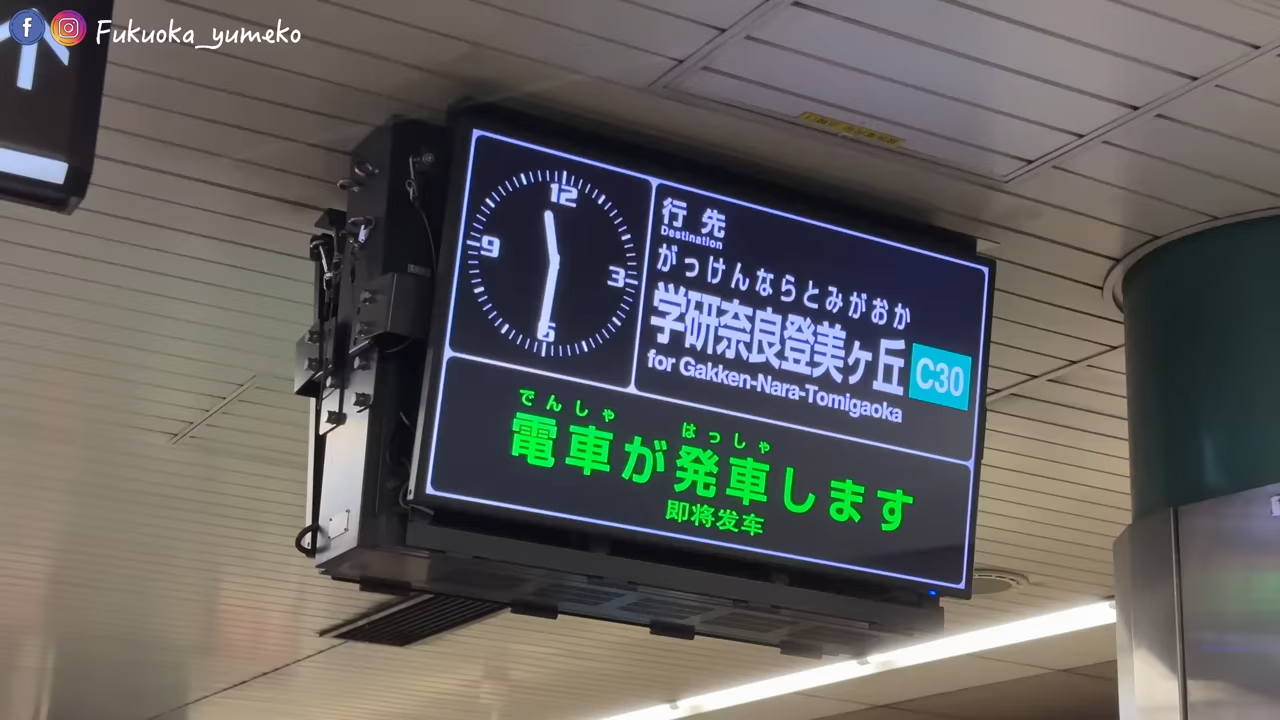 Fukuoka_yumeko
12
3
6
9
行先
Destination
がっけんならとみがおか
学研奈良登美ヶ丘
C30
for Gakken-Nara-Tomigaoka
でんしゃ はっしゃ
電車が発車します
即将发车